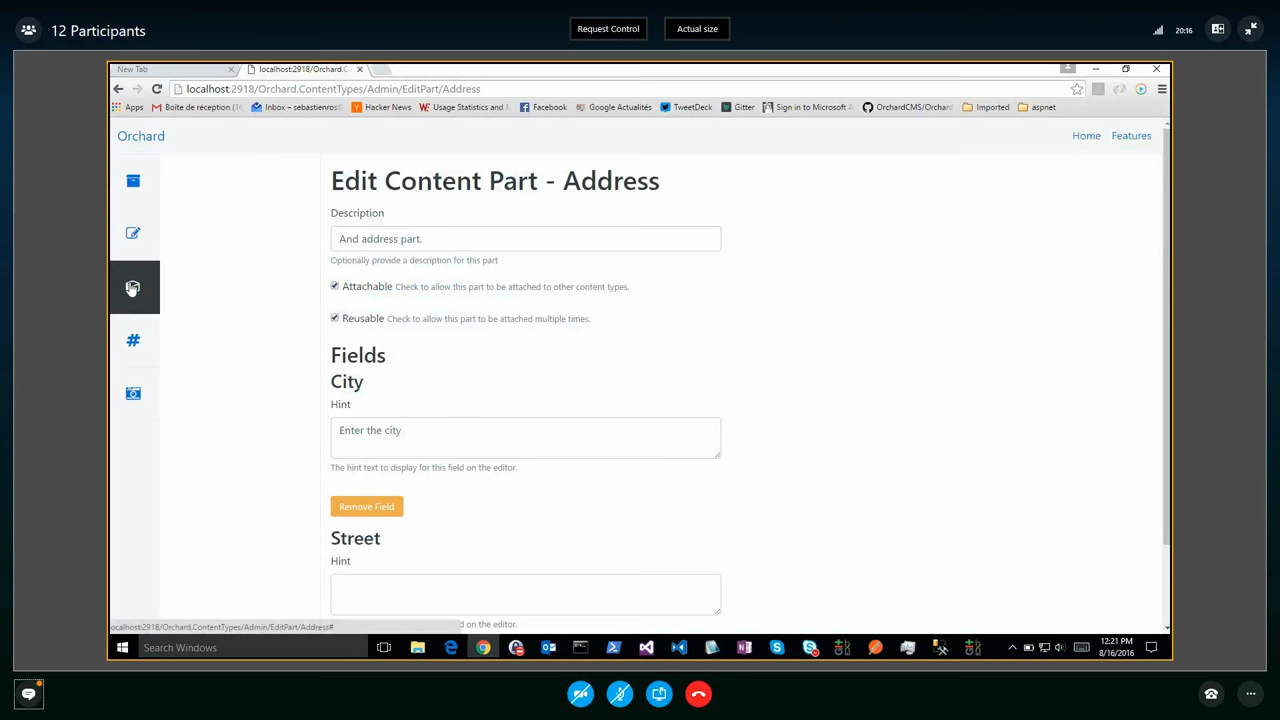 12 Participants
Request Control
Actual size
20:16
New Tab
localhost:2918/Orchard.C
localhost:2918/Orchard.ContentTypes/Admin/EditPart/Address
Apps
Boîte de réception (10
Inbox – sebastienros
Hacker News
Usage Statistics and
Facebook
Google Actualités
TweetDeck
Gitter
Sign in to Microsoft
OrchardCMS/Orchard
Imported
aspnet
Orchard
Home
Features
Edit Content Part - Address
Description
And address part.
Optionally provide a description for this part
Attachable Check to allow this part to be attached to other content types.
Reusable Check to allow this part to be attached multiple times.
Fields
City
Hint
Enter the city
The hint text to display for this field on the editor.
Remove Field
Street
Hint
d on the editor.
localhost:2918/Orchard.ContentTypes/Admin/EditPart/Address#
Search Windows
12:21 PM
8/16/2016